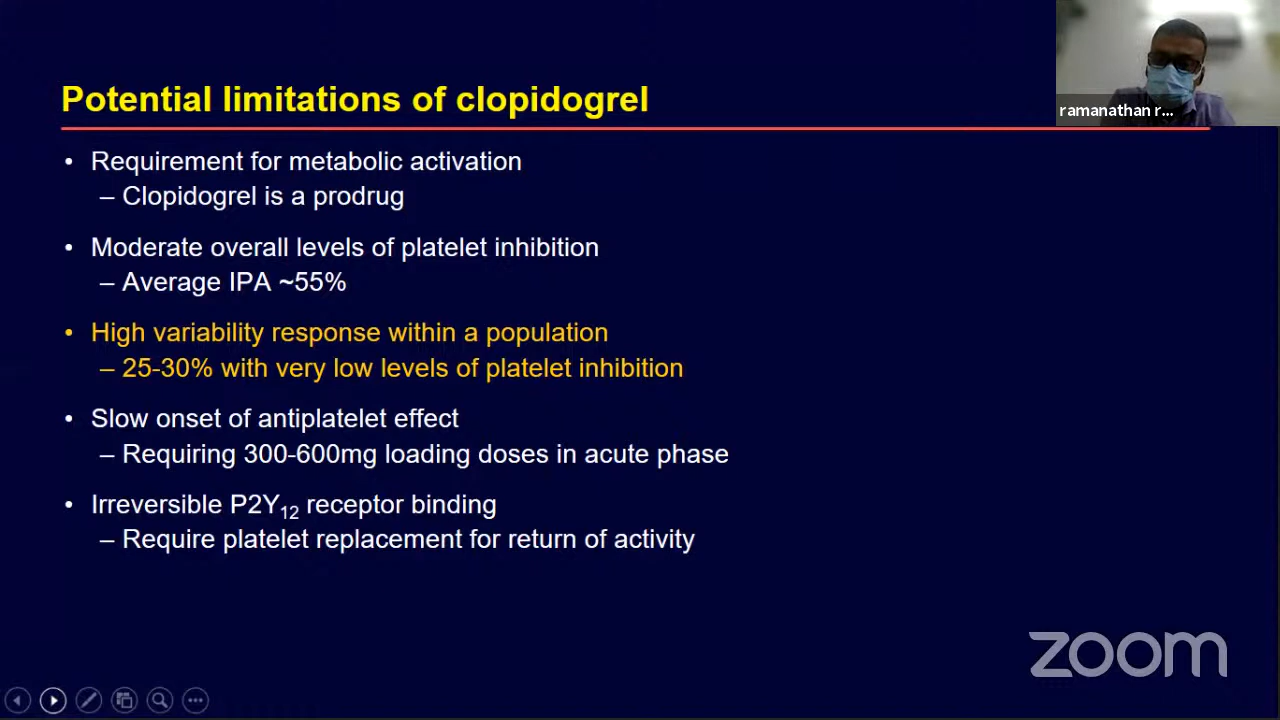 Potential limitations of clopidogrel
ramanathan r...
• Requirement for metabolic activation
– Clopidogrel is a prodrug
• Moderate overall levels of platelet inhibition
– Average IPA ~55%
• High variability response within a population
– 25-30% with very low levels of platelet inhibition
• Slow onset of antiplatelet effect
– Requiring 300-600mg loading doses in acute phase
• Irreversible P2Y12 receptor binding
– Require platelet replacement for return of activity
zoom